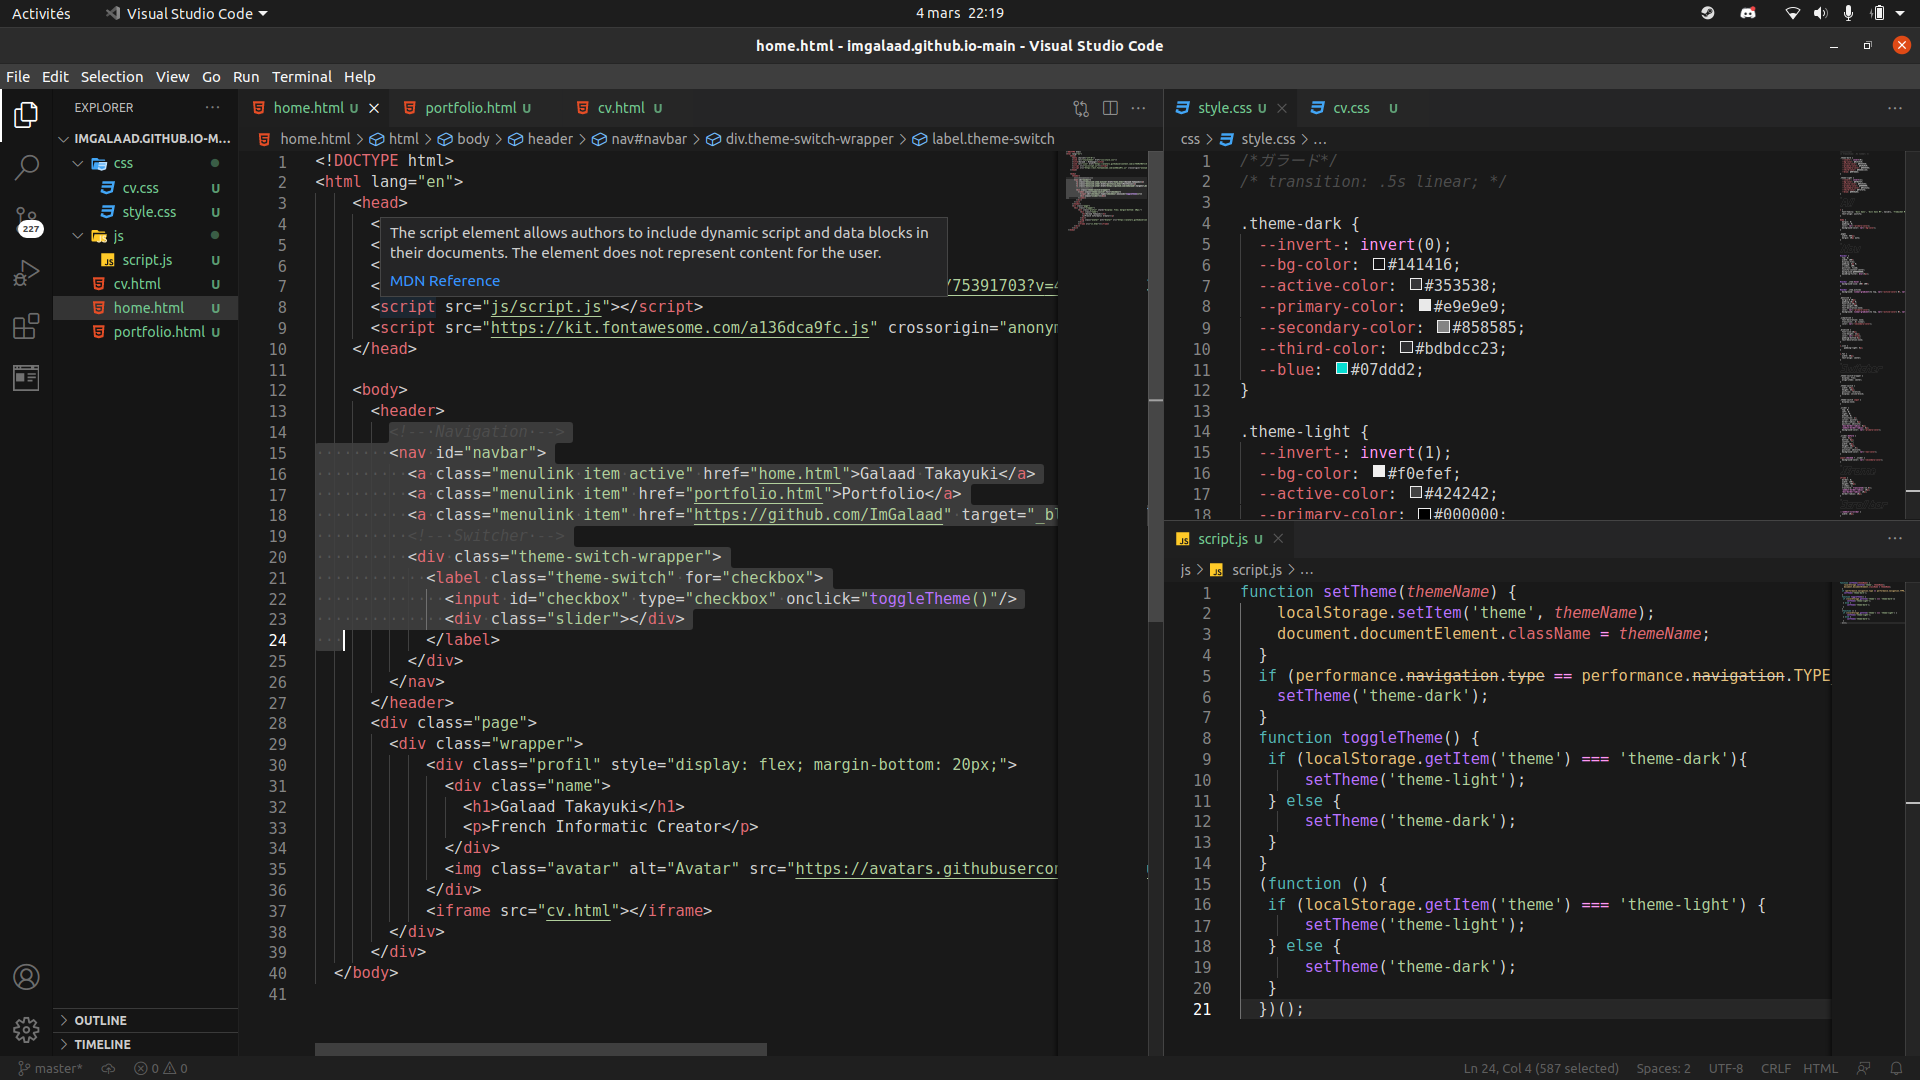 Activités
Visual Studio Code
4 mars 22:19
home.html - imgalaad.github.io-main - Visual Studio Code
File Edit Selection View Go Run Terminal Help
EXPLORER
IMGALAAD.GITHUB.IO-M...
css
cv.css U
style.css U
js
script.js U
cv.html U
home.html U
portfolio.html U
227
OUTLINE
TIMELINE
home.html U
portfolio.html U
cv.html U
home.html > html > body > header > nav#navbar > div.theme-switch-wrapper > label.theme-switch
1 <!DOCTYPE html>
2 <html lang="en">
3 <head>
4 <
5 <
6 <
7 < /75391703?v=4
The script element allows authors to include dynamic script and data blocks in
their documents. The element does not represent content for the user.
MDN Reference
8 <script src="js/script.js"></script>
9 <script src="https://kit.fontawesome.com/a136dca9fc.js" crossorigin="anonym
10 </head>
11
12 <body>
13 <header>
14 <!-- Navigation -->
15 <nav id="navbar">
16 <a class="menulink item active" href="home.html">Galaad Takayuki</a>
17 <a class="menulink item" href="portfolio.html">Portfolio</a>
18 <a class="menulink item" href="https://github.com/ImGalaad" target="_bl
19 <!-- Switcher -->
20 <div class="theme-switch-wrapper">
21 <label class="theme-switch" for="checkbox">
22 <input id="checkbox" type="checkbox" onclick="toggleTheme()"/>
23 <div class="slider"></div>
24 </label>
25 </div>
26 </nav>
27 </header>
28 <div class="page">
29 <div class="wrapper">
30 <div class="profil" style="display: flex; margin-bottom: 20px;">
31 <div class="name">
32 <h1>Galaad Takayuki</h1>
33 <p>French Informatic Creator</p>
34 </div>
35 <img class="avatar" alt="Avatar" src="https://avatars.githubusercon
36 </div>
37 <iframe src="cv.html"></iframe>
38 </div>
39 </div>
40 </body>
41
style.css U
cv.css U
css > style.css > ...
1 /*ガラード*/
2 /* transition: .5s linear; */
3
4 .theme-dark {
5 --invert-: invert(0);
6 --bg-color: #141416;
7 --active-color: #353538;
8 --primary-color: #e9e9e9;
9 --secondary-color: #858585;
10 --third-color: #bdbdcc23;
11 --blue: #07ddd2;
12 }
13
14 .theme-light {
15 --invert-: invert(1);
16 --bg-color: #f0efef;
17 --active-color: #424242;
18 --primary-color: #000000;
script.js U
js > script.js > ...
1 function setTheme(themeName) {
2 localStorage.setItem('theme', themeName);
3 document.documentElement.className = themeName;
4 }
5 if (performance.navigation.type == performance.navigation.TYPE
6 setTheme('theme-dark');
7 }
8 function toggleTheme() {
9 if (localStorage.getItem('theme') === 'theme-dark'){
10 setTheme('theme-light');
11 } else {
12 setTheme('theme-dark');
13 }
14 }
15 (function () {
16 if (localStorage.getItem('theme') === 'theme-light') {
17 setTheme('theme-light');
18 } else {
19 setTheme('theme-dark');
20 }
21 })();
master* 0 0
Ln 24, Col 4 (587 selected) Spaces: 2 UTF-8 CRLF HTML